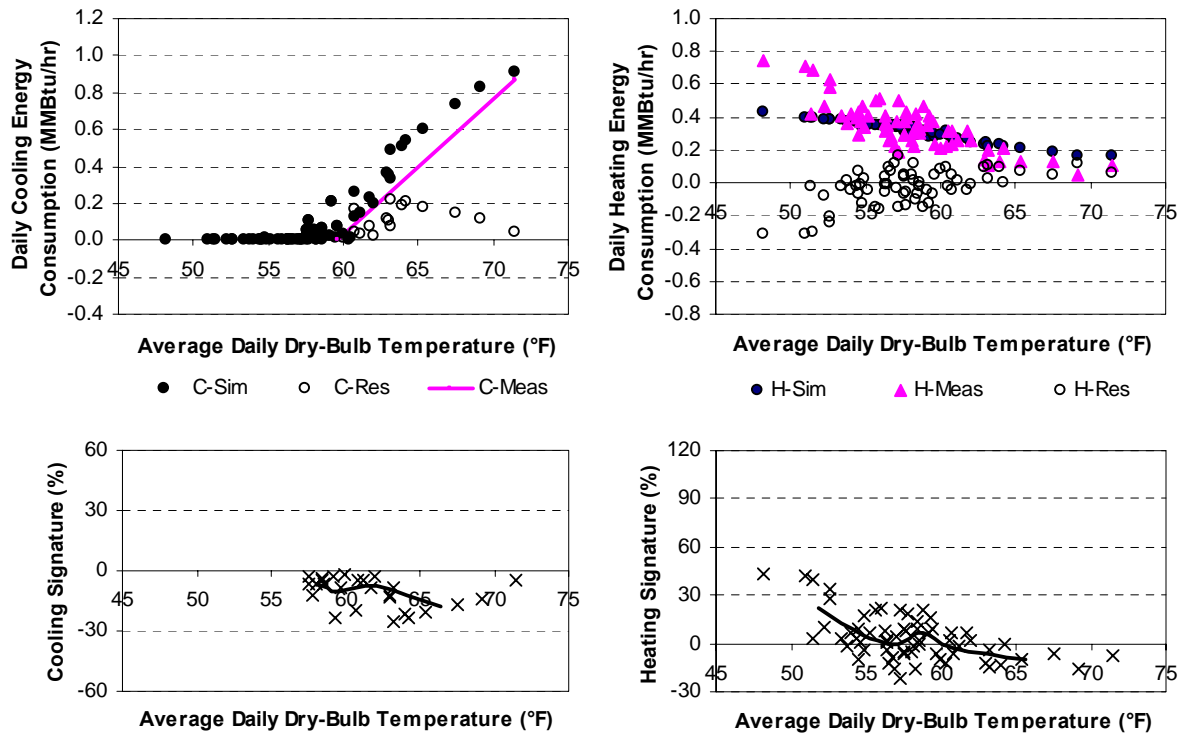 Daily Cooling Energy
Consumption (MMBtu/hr)
1.2
1.0
0.8
0.6
0.4
0.2
0.0
-0.2
-0.4
45 50 55 60 65 70 75
Average Daily Dry-Bulb Temperature (°F)
C-Sim C-Res C-Meas
Daily Heating Energy
Consumption (MMBtu/hr)
1.0
0.8
0.6
0.4
0.2
0.0
-0.2
-0.4
-0.6
-0.8
45 50 55 60 65 70 75
Average Daily Dry-Bulb Temperature (°F)
H-Sim H-Meas H-Res
Cooling Signature (%)
60
30
0
-30
-60
45 50 55 60 65 70 75
Average Daily Dry-Bulb Temperature (°F)
Heating Signature (%)
120
90
60
30
0
-30
45 50 55 60 65 70 75
Average Daily Dry-Bulb Temperature (°F)